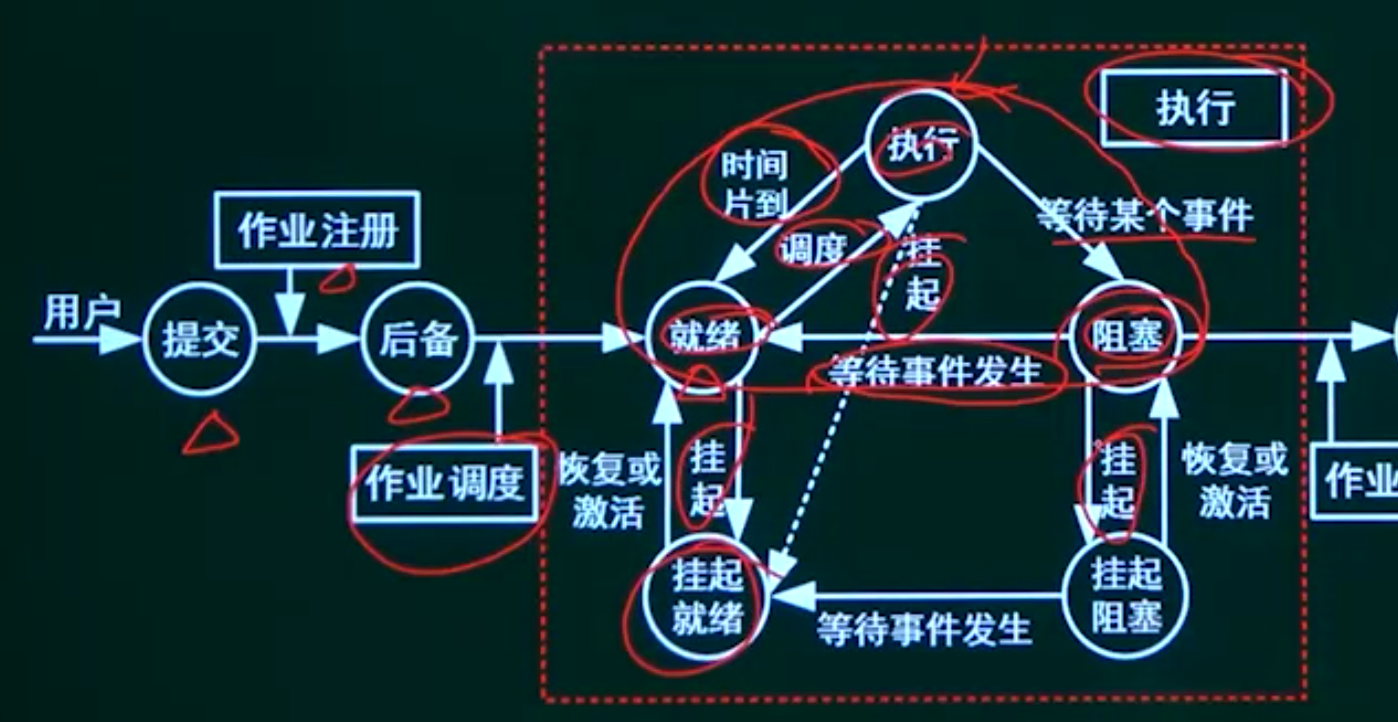 执行
执行
时间
片到
等待某个事件
作业注册
调度
挂
起
用户
提交
后备
就绪
阻塞
等待事件发生
作业调度
恢复或
激活
挂
起
挂
起
恢复或
激活
作业
挂起
就绪
挂起
阻塞
等待事件发生